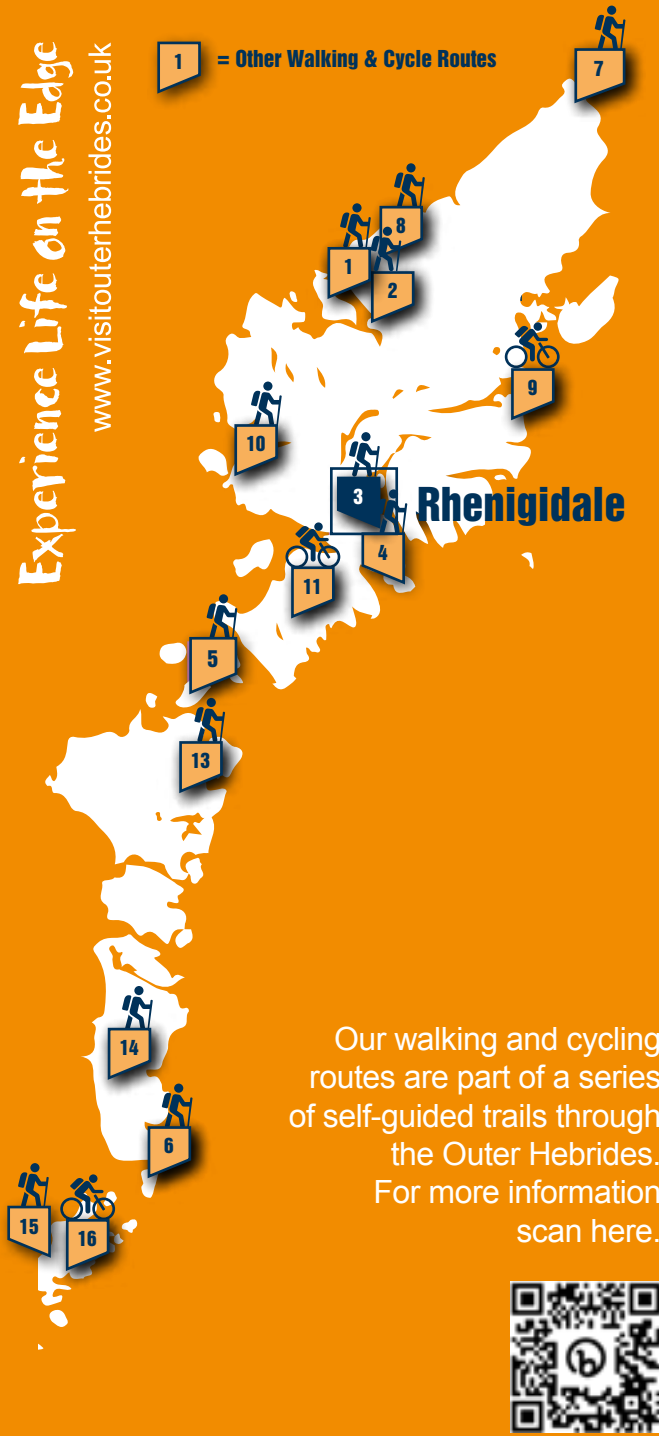 Experience Life on the Edge
www.visitouterhebrides.co.uk
1 = Other Walking & Cycle Routes
7
8
1
2
9
10
3 Rhenigidale
4
11
5
13
14
6
15
16
Our walking and cycling
routes are part of a series
of self-guided trails through
the Outer Hebrides.
For more information
scan here.